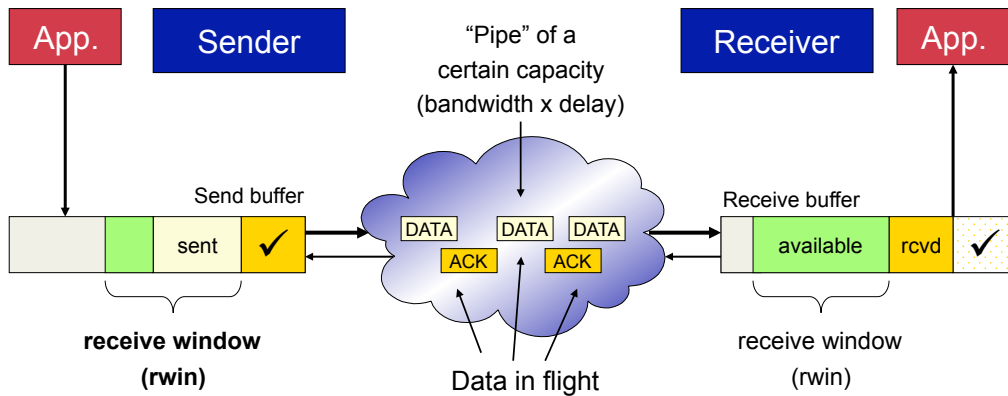 App.
Sender
“Pipe” of a
certain capacity
(bandwidth x delay)
Receiver
App.
Send buffer
Receive buffer
sent
✓
DATA
DATA
DATA
ACK
ACK
available
rcvd
✓
receive window
(rwin)
Data in flight
receive window
(rwin)